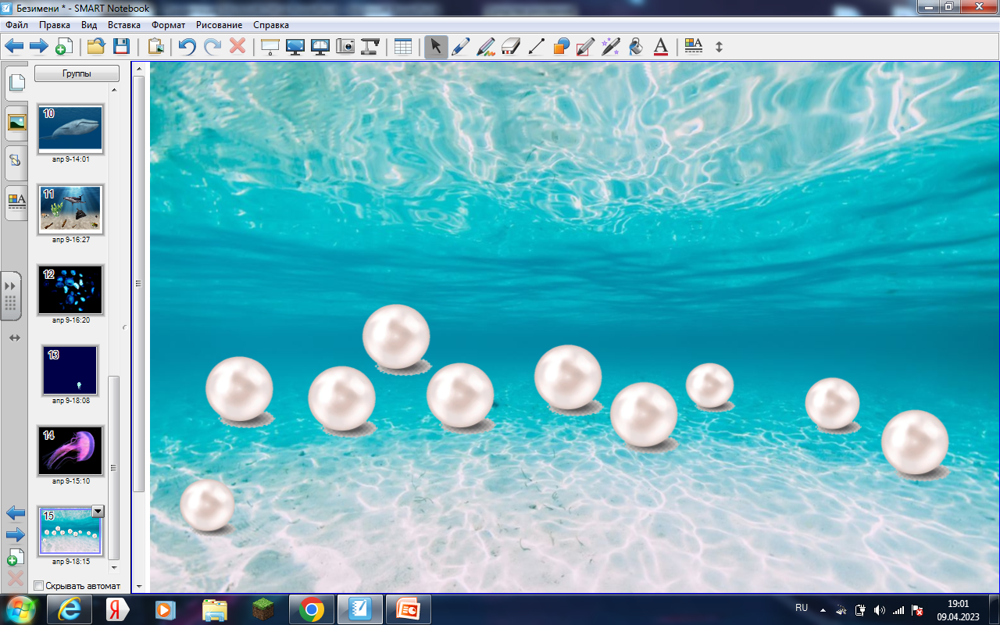 Безимени * - SMART Notebook
Файл Правка Вид Вставка Формат Рисование Справка
Группы
10
апр 9-14:01
11
апр 9-16:27
12
апр 9-16:20
13
апр 9-18:08
14
апр 9-15:10
15
апр 9-18:15
Скрывать автомат
RU
19:01
09.04.2023